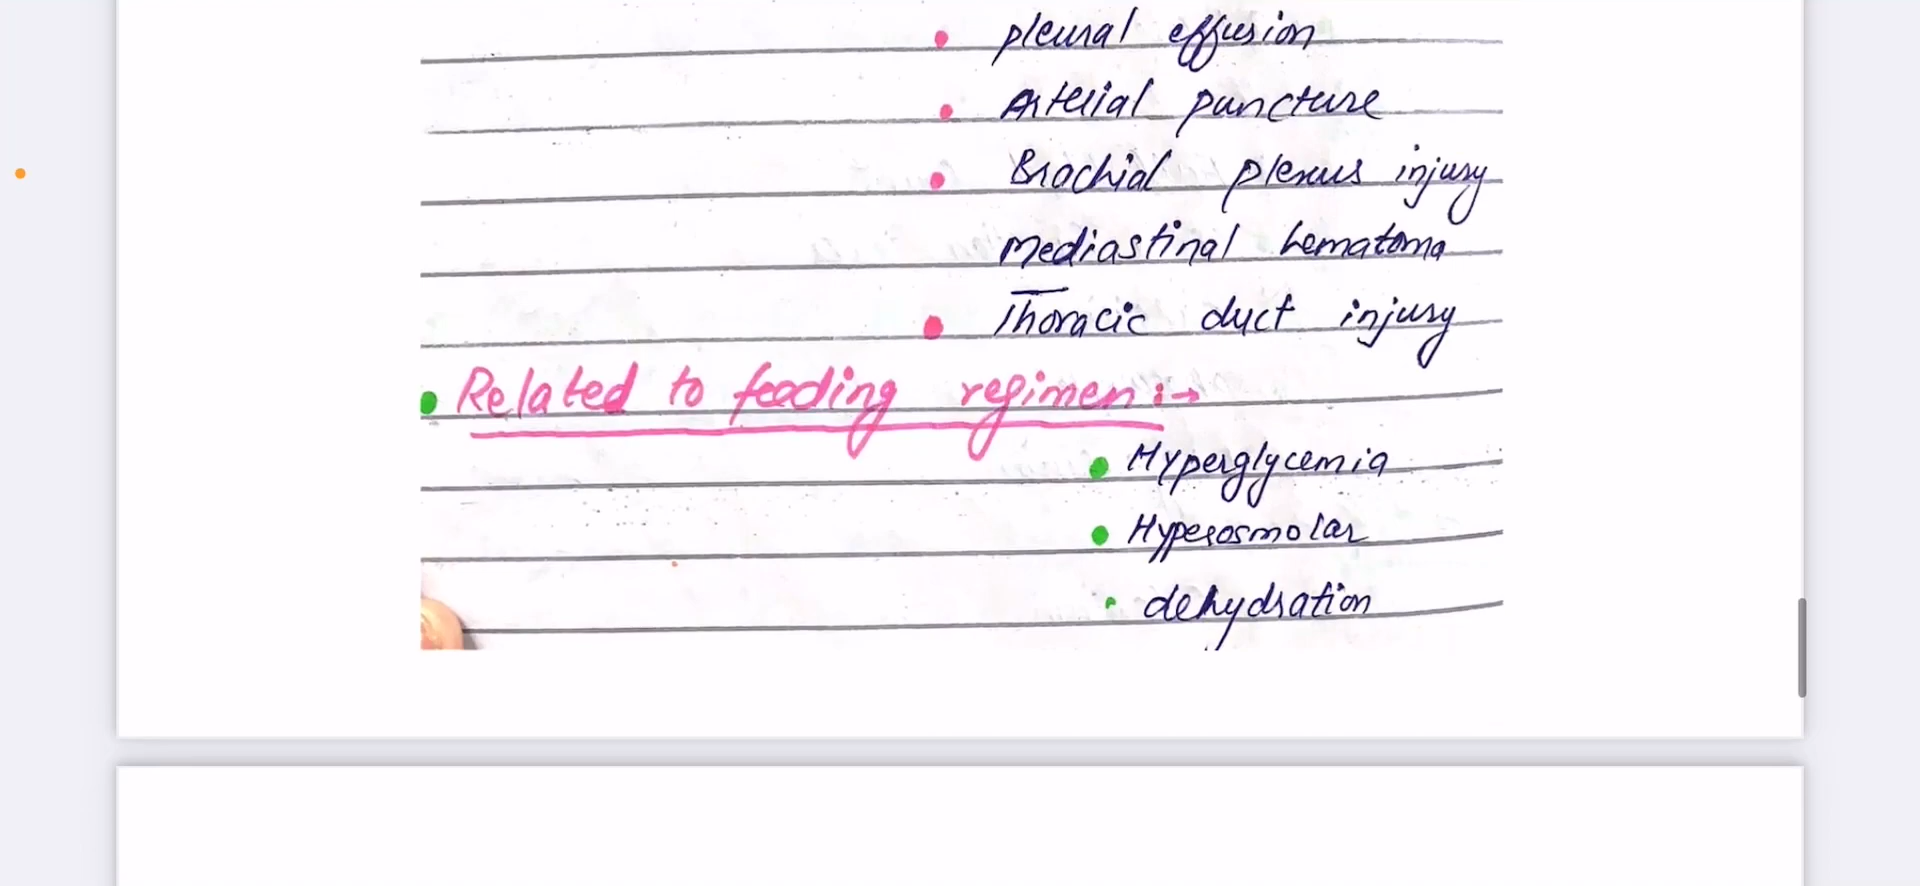 pleural effusion
Arterial puncture
Brachial plexus injury
Mediastinal hematoma
Thoracic duct injury
Related to feeding regimen :→
Hyperglycemia
Hyperosmolar
dehydration